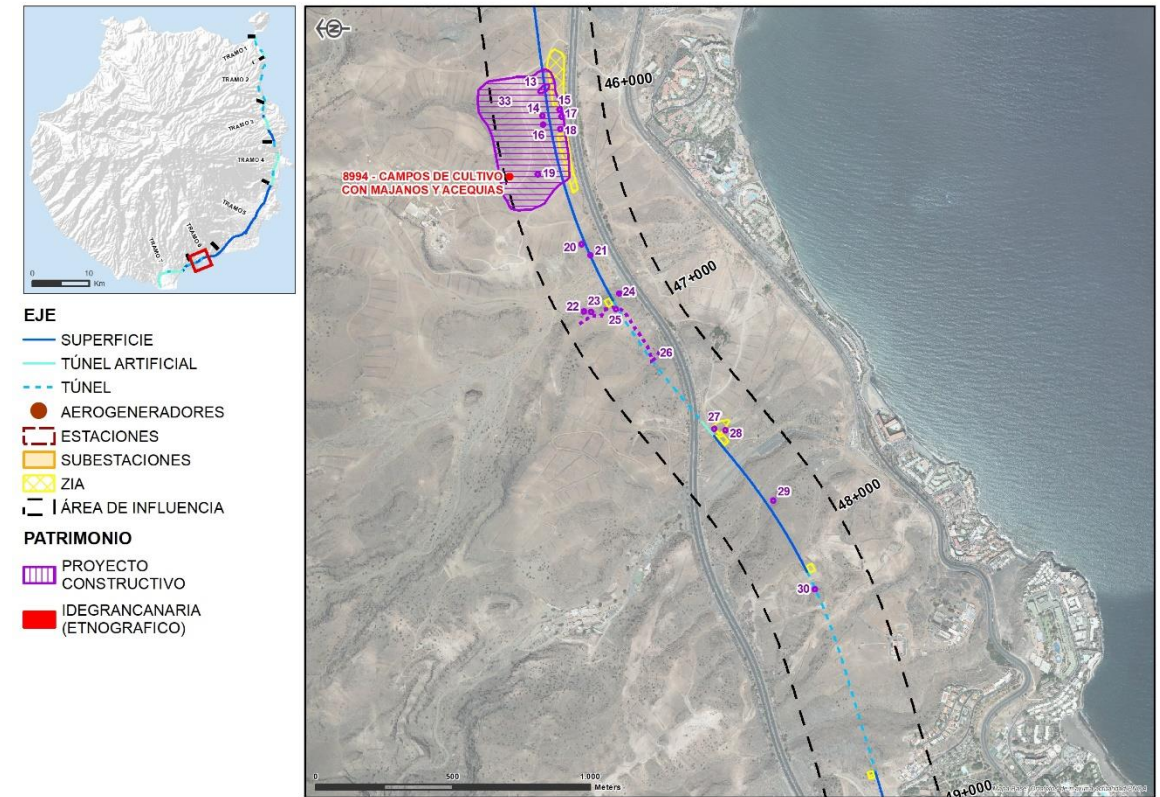 TRAMO 1
TRAMO 2
TRAMO 3
TRAMO 4
TRAMO 5
TRAMO 6
TRAMO 7
0 10
Km
EJE
SUPERFICIE
TÚNEL ARTIFICIAL
TÚNEL
AEROGENERADORES
ESTACIONES
SUBESTACIONES
ZIA
ÁREA DE INFLUENCIA
PATRIMONIO
PROYECTO
CONSTRUCTIVO
IDEGRANCANARIA
(ETNOGRAFICO)
N
46+000
13
33
15
14
17
16
18
8994 - CAMPOS DE CULTIVO
CON MAJANOS Y ACEQUIAS
19
20
21
47+000
24
22
23
25
26
27
28
48+000
29
30
49+000
0 500 1.000
Meters